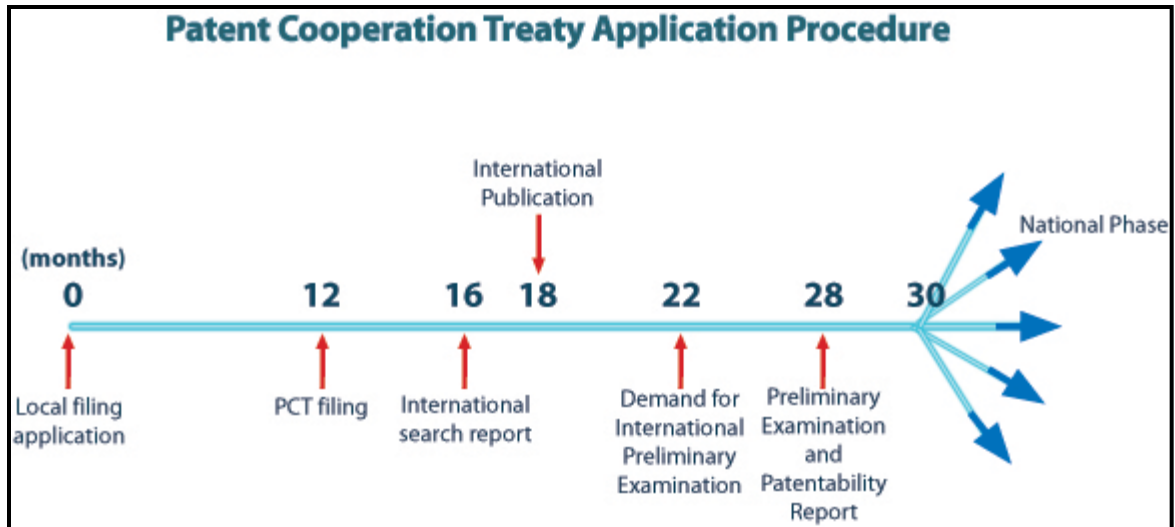 Patent Cooperation Treaty Application Procedure
International
Publication
National Phase
(months)
0 12 16 18 22 28 30
Local filing
application
PCT filing
International
search report
Demand for
International
Preliminary
Examination
Preliminary
Examination
and
Patentability
Report